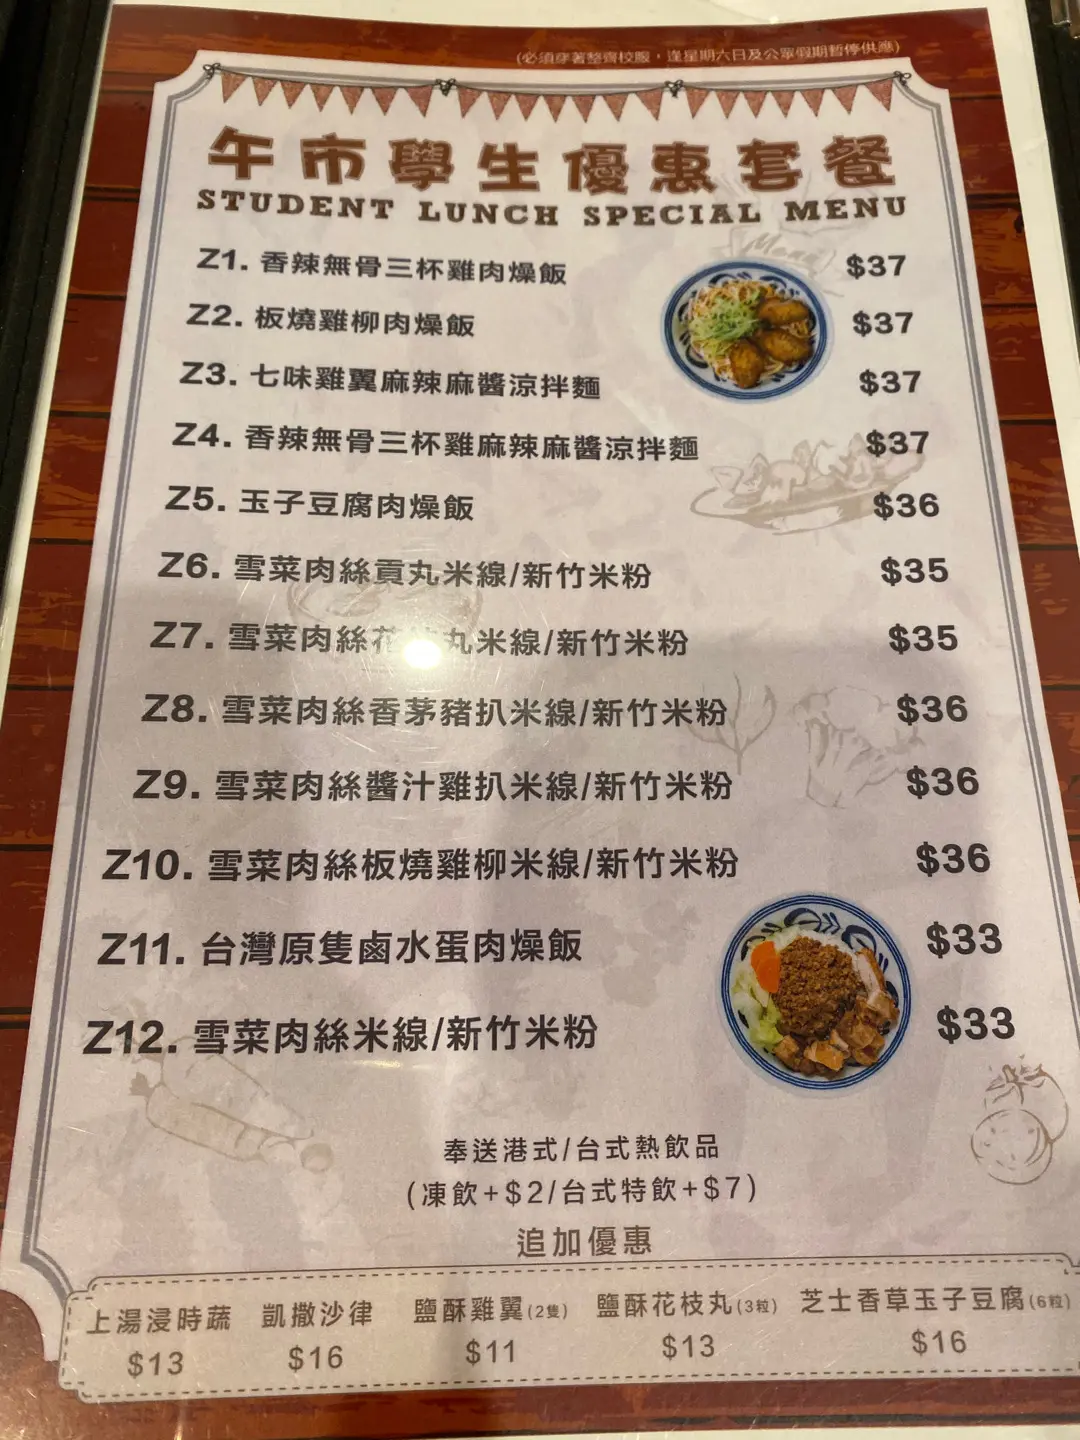 (必須穿著整齊校服，逢星期六日及公眾假期暫停供應)
午市學生優惠套餐
STUDENT LUNCH SPECIAL MENU
Z1. 香辣無骨三杯雞肉燥飯 $37
Z2. 板燒雞柳肉燥飯 $37
Z3. 七味雞翼麻辣麻醬涼拌麵 $37
Z4. 香辣無骨三杯雞麻辣麻醬涼拌麵 $37
Z5. 玉子豆腐肉燥飯 $36
Z6. 雪菜肉絲貢丸米線/新竹米粉 $35
Z7. 雪菜肉絲花丸米線/新竹米粉 $35
Z8. 雪菜肉絲香茅豬扒米線/新竹米粉 $36
Z9. 雪菜肉絲醬汁雞扒米線/新竹米粉 $36
Z10. 雪菜肉絲板燒雞柳米線/新竹米粉 $36
Z11. 台灣原隻鹵水蛋肉燥飯 $33
Z12. 雪菜肉絲米線/新竹米粉 $33
奉送港式/台式熱飲品
(凍飲+$2/台式特飲+$7)
追加優惠
上湯浸時蔬 凱撒沙律 鹽酥雞翼(2隻) 鹽酥花枝丸(3粒) 芝士香草玉子豆腐(6粒)
$13 $16 $11 $13 $16